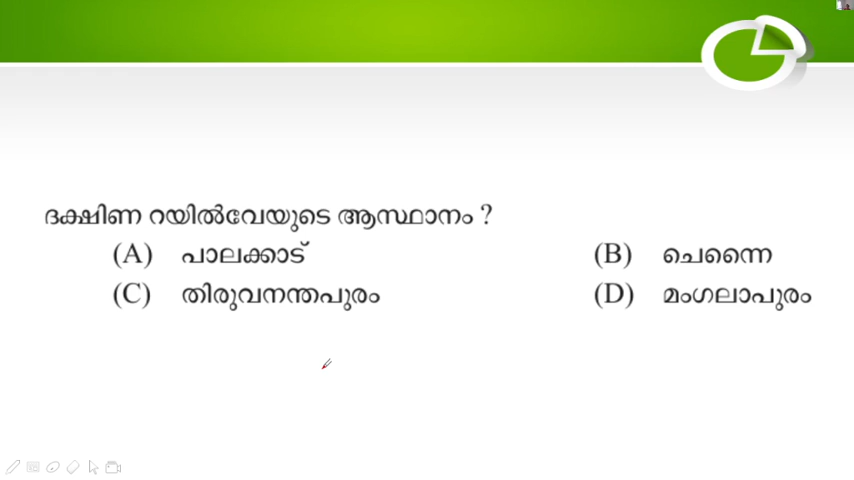 ദക്ഷിണ റയിൽവേയുടെ ആസ്ഥാനം ?
(A) പാലക്കാട് (B) ചെന്നൈ
(C) തിരുവനന്തപുരം (D) മംഗലാപുരം